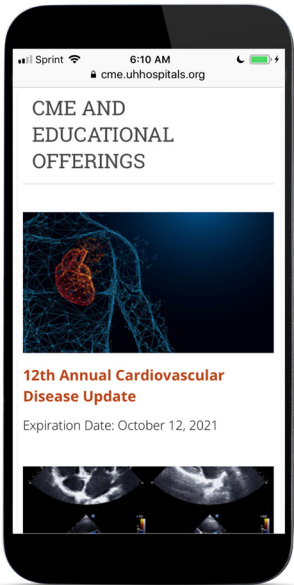 Sprint
6:10 AM
cme.uhhospitals.org
CME AND
EDUCATIONAL
OFFERINGS
12th Annual Cardiovascular
Disease Update
Expiration Date: October 12, 2021